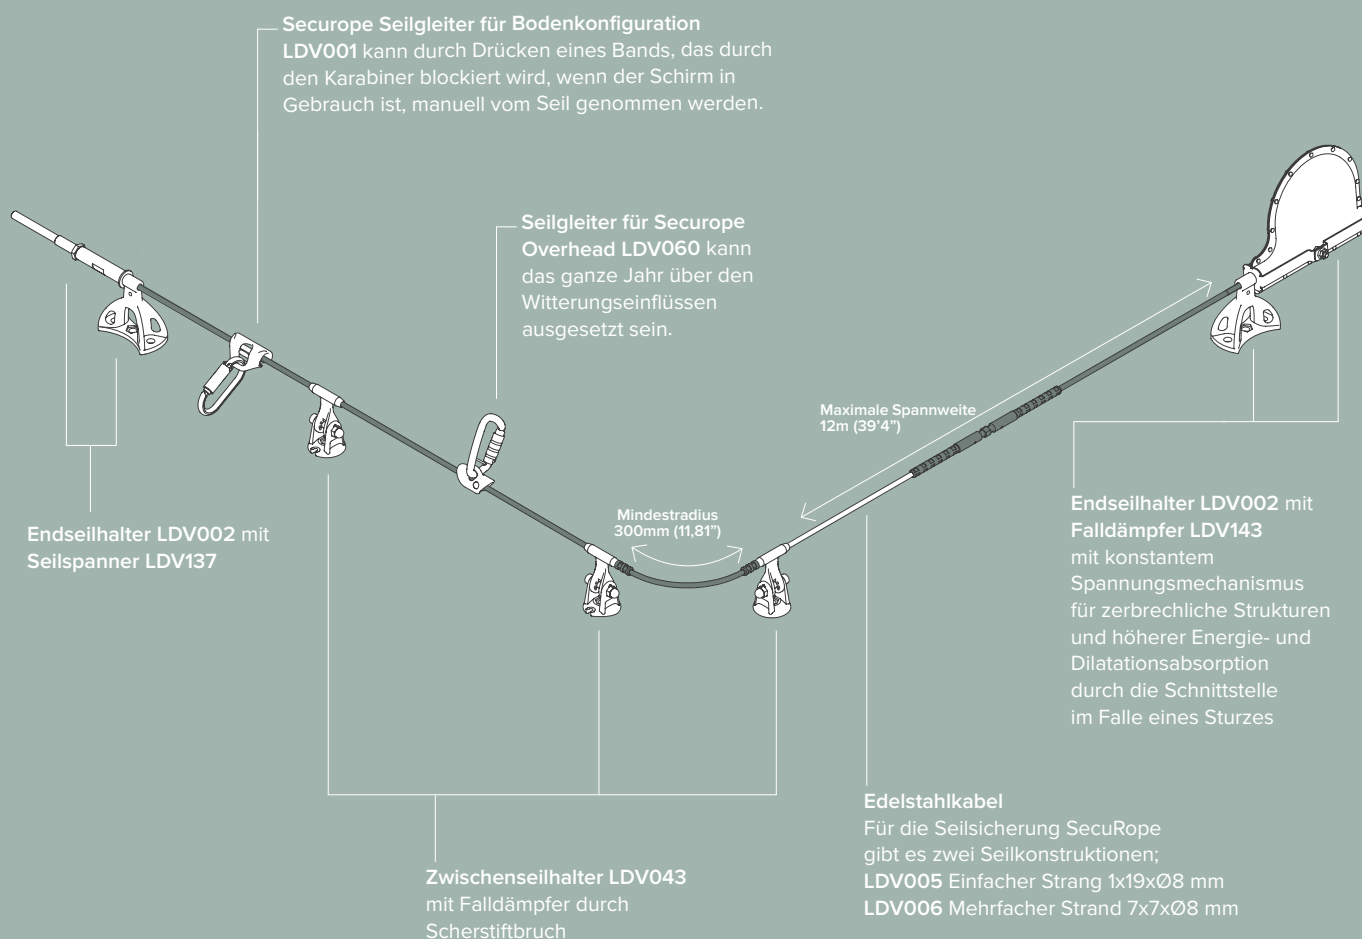 Securope Seilgleiter für Bodenkonfiguration
LDV001 kann durch Drücken eines Bands, das durch
den Karabiner blockiert wird, wenn der Schirm in
Gebrauch ist, manuell vom Seil genommen werden.
Seilgleiter für Securope
Overhead LDV060 kann
das ganze Jahr über den
Witterungseinflüssen
ausgesetzt sein.
Maximale Spannweite
12m (39'4")
Mindestradius
300mm (11,81")
Endseilhalter LDV002 mit
Seilspanner LDV137
Endseilhalter LDV002 mit
Falldämpfer LDV143
mit konstantem
Spannungsmechanismus
für zerbrechliche Strukturen
und höherer Energie- und
Dilatationsabsorption
durch die Schnittstelle
im Falle eines Sturzes
Edelstahlkabel
Für die Seilsicherung SecuRope
gibt es zwei Seilkonstruktionen;
LDV005 Einfacher Strang 1x19xØ8 mm
LDV006 Mehrfacher Strand 7x7xØ8 mm
Zwischenseilhalter LDV043
mit Falldämpfer durch
Scherstiftbruch